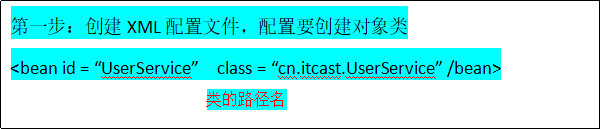 第一步：创建 XML 配置文件，配置要创建对象类
<bean id = “UserService”    class = “cn.itcast.UserService” /bean>
类的路径名